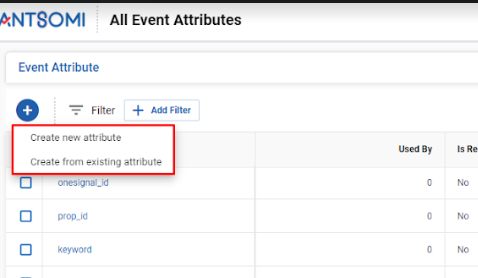 ANTSOMI All Event Attributes
Event Attribute
Filter + Add Filter
Create new attribute
Create from existing attribute
Used By Is Re
onesignal_id 0 No
prop_id 0 No
keyword 0 No